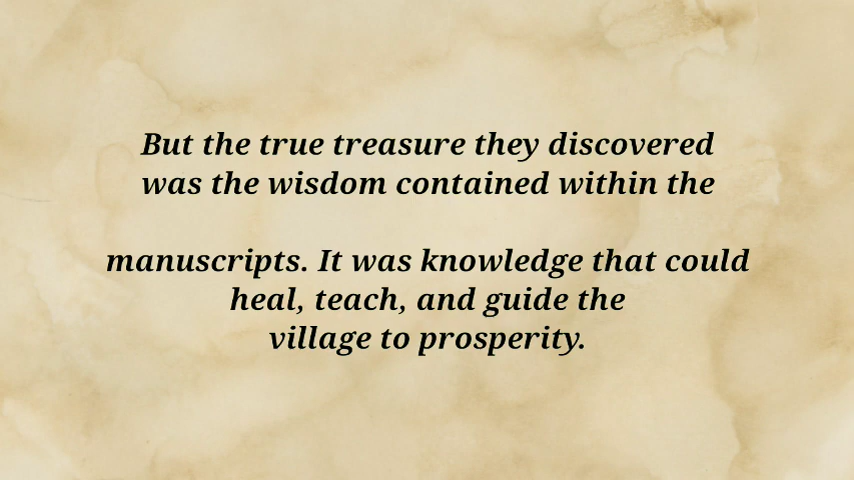 But the true treasure they discovered
was the wisdom contained within the
manuscripts. It was knowledge that could
heal, teach, and guide the
village to prosperity.